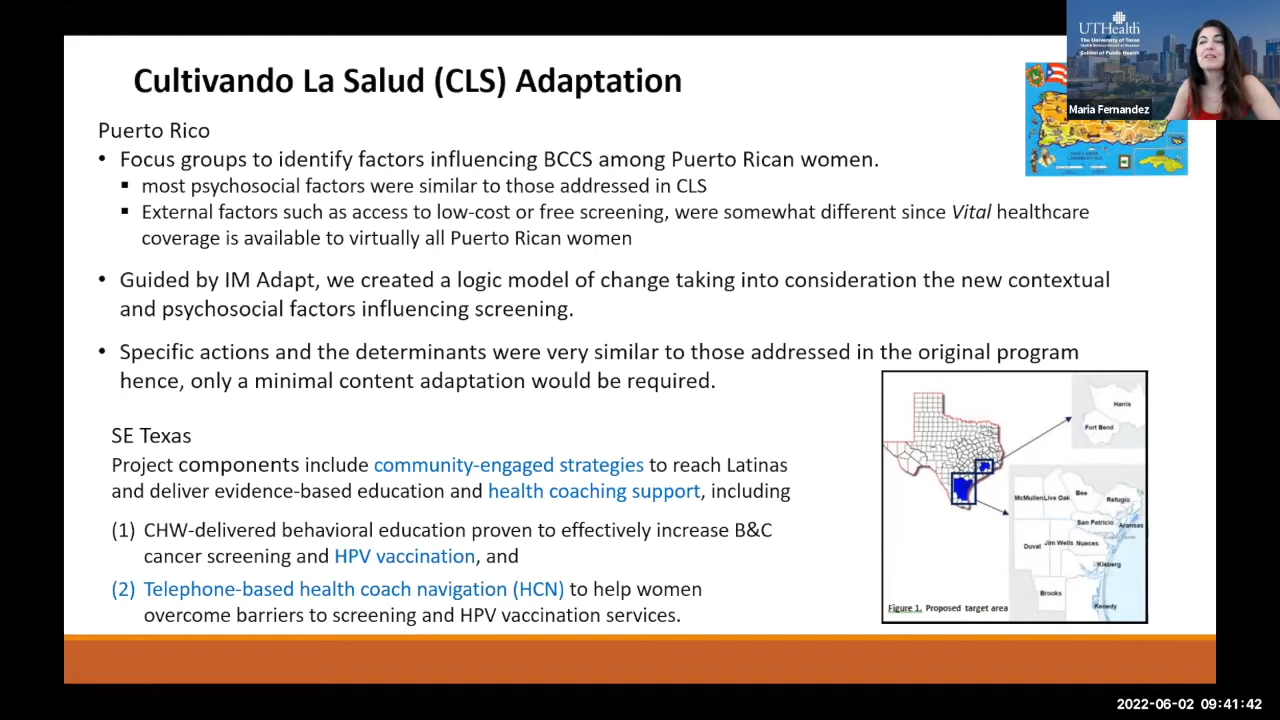 Cultivando La Salud (CLS) Adaptation
UTHealth
The University of Texas
Health Science Center at Houston
School of Public Health
Maria Fernandez
Puerto Rico
• Focus groups to identify factors influencing BCCS among Puerto Rican women.
▪ most psychosocial factors were similar to those addressed in CLS
▪ External factors such as access to low-cost or free screening, were somewhat different since Vital healthcare
coverage is available to virtually all Puerto Rican women
• Guided by IM Adapt, we created a logic model of change taking into consideration the new contextual
and psychosocial factors influencing screening.
• Specific actions and the determinants were very similar to those addressed in the original program
hence, only a minimal content adaptation would be required.
SE Texas
Project components include community-engaged strategies to reach Latinas
and deliver evidence-based education and health coaching support, including
(1) CHW-delivered behavioral education proven to effectively increase B&C
cancer screening and HPV vaccination, and
(2) Telephone-based health coach navigation (HCN) to help women
overcome barriers to screening and HPV vaccination services.
Harris
Fort Bend
McMullen Live Oak Bee Refugio
San Patricio Aransas
Duval Jim Wells Nueces
Kleberg
Brooks
Kenedy
Figure 1. Proposed target area
2022-06-02 09:41:42